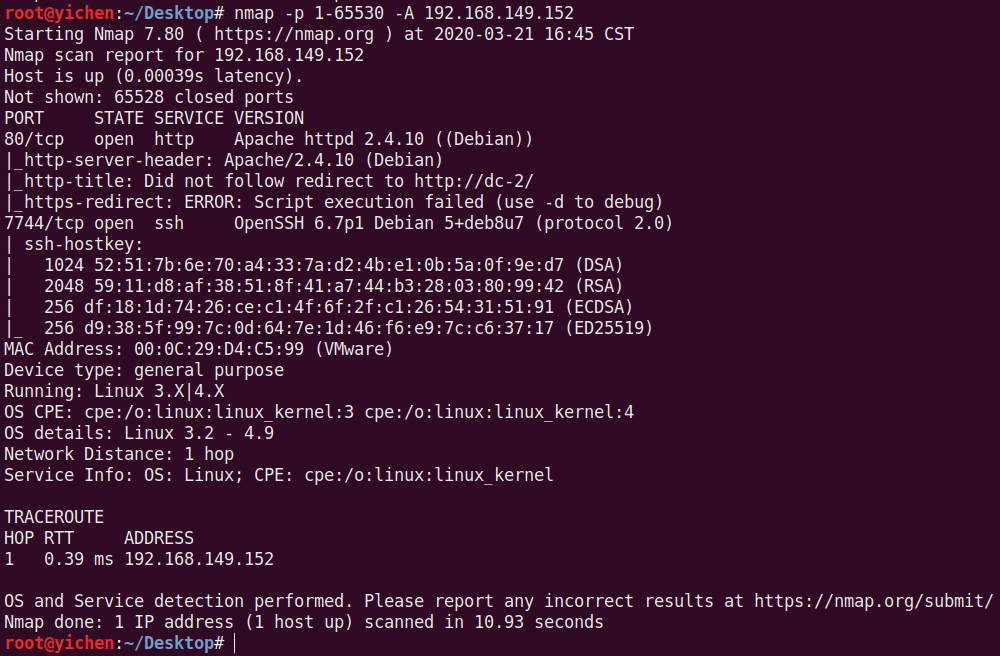 root@yichen:~/Desktop# nmap -p 1-65530 -A 192.168.149.152
Starting Nmap 7.80 ( https://nmap.org ) at 2020-03-21 16:45 CST
Nmap scan report for 192.168.149.152
Host is up (0.00039s latency).
Not shown: 65528 closed ports
PORT     STATE SERVICE VERSION
80/tcp   open  http    Apache httpd 2.4.10 ((Debian))
|_http-server-header: Apache/2.4.10 (Debian)
|_http-title: Did not follow redirect to http://dc-2/
|_https-redirect: ERROR: Script execution failed (use -d to debug)
7744/tcp open  ssh     OpenSSH 6.7p1 Debian 5+deb8u7 (protocol 2.0)
| ssh-hostkey:
|   1024 52:51:7b:6e:70:a4:33:7a:d2:4b:e1:0b:5a:0f:9e:d7 (DSA)
|   2048 59:11:d8:af:38:51:8f:41:a7:44:b3:28:03:80:99:42 (RSA)
|   256 df:18:1d:74:26:ce:c1:4f:6f:2f:c1:26:54:31:51:91 (ECDSA)
|_  256 d9:38:5f:99:7c:0d:64:7e:1d:46:f6:e9:7c:c6:37:17 (ED25519)
MAC Address: 00:0C:29:D4:C5:99 (VMware)
Device type: general purpose
Running: Linux 3.X|4.X
OS CPE: cpe:/o:linux:linux_kernel:3 cpe:/o:linux:linux_kernel:4
OS details: Linux 3.2 - 4.9
Network Distance: 1 hop
Service Info: OS: Linux; CPE: cpe:/o:linux:linux_kernel

TRACEROUTE
HOP RTT     ADDRESS
1   0.39 ms 192.168.149.152

OS and Service detection performed. Please report any incorrect results at https://nmap.org/submit/
Nmap done: 1 IP address (1 host up) scanned in 10.93 seconds
root@yichen:~/Desktop#